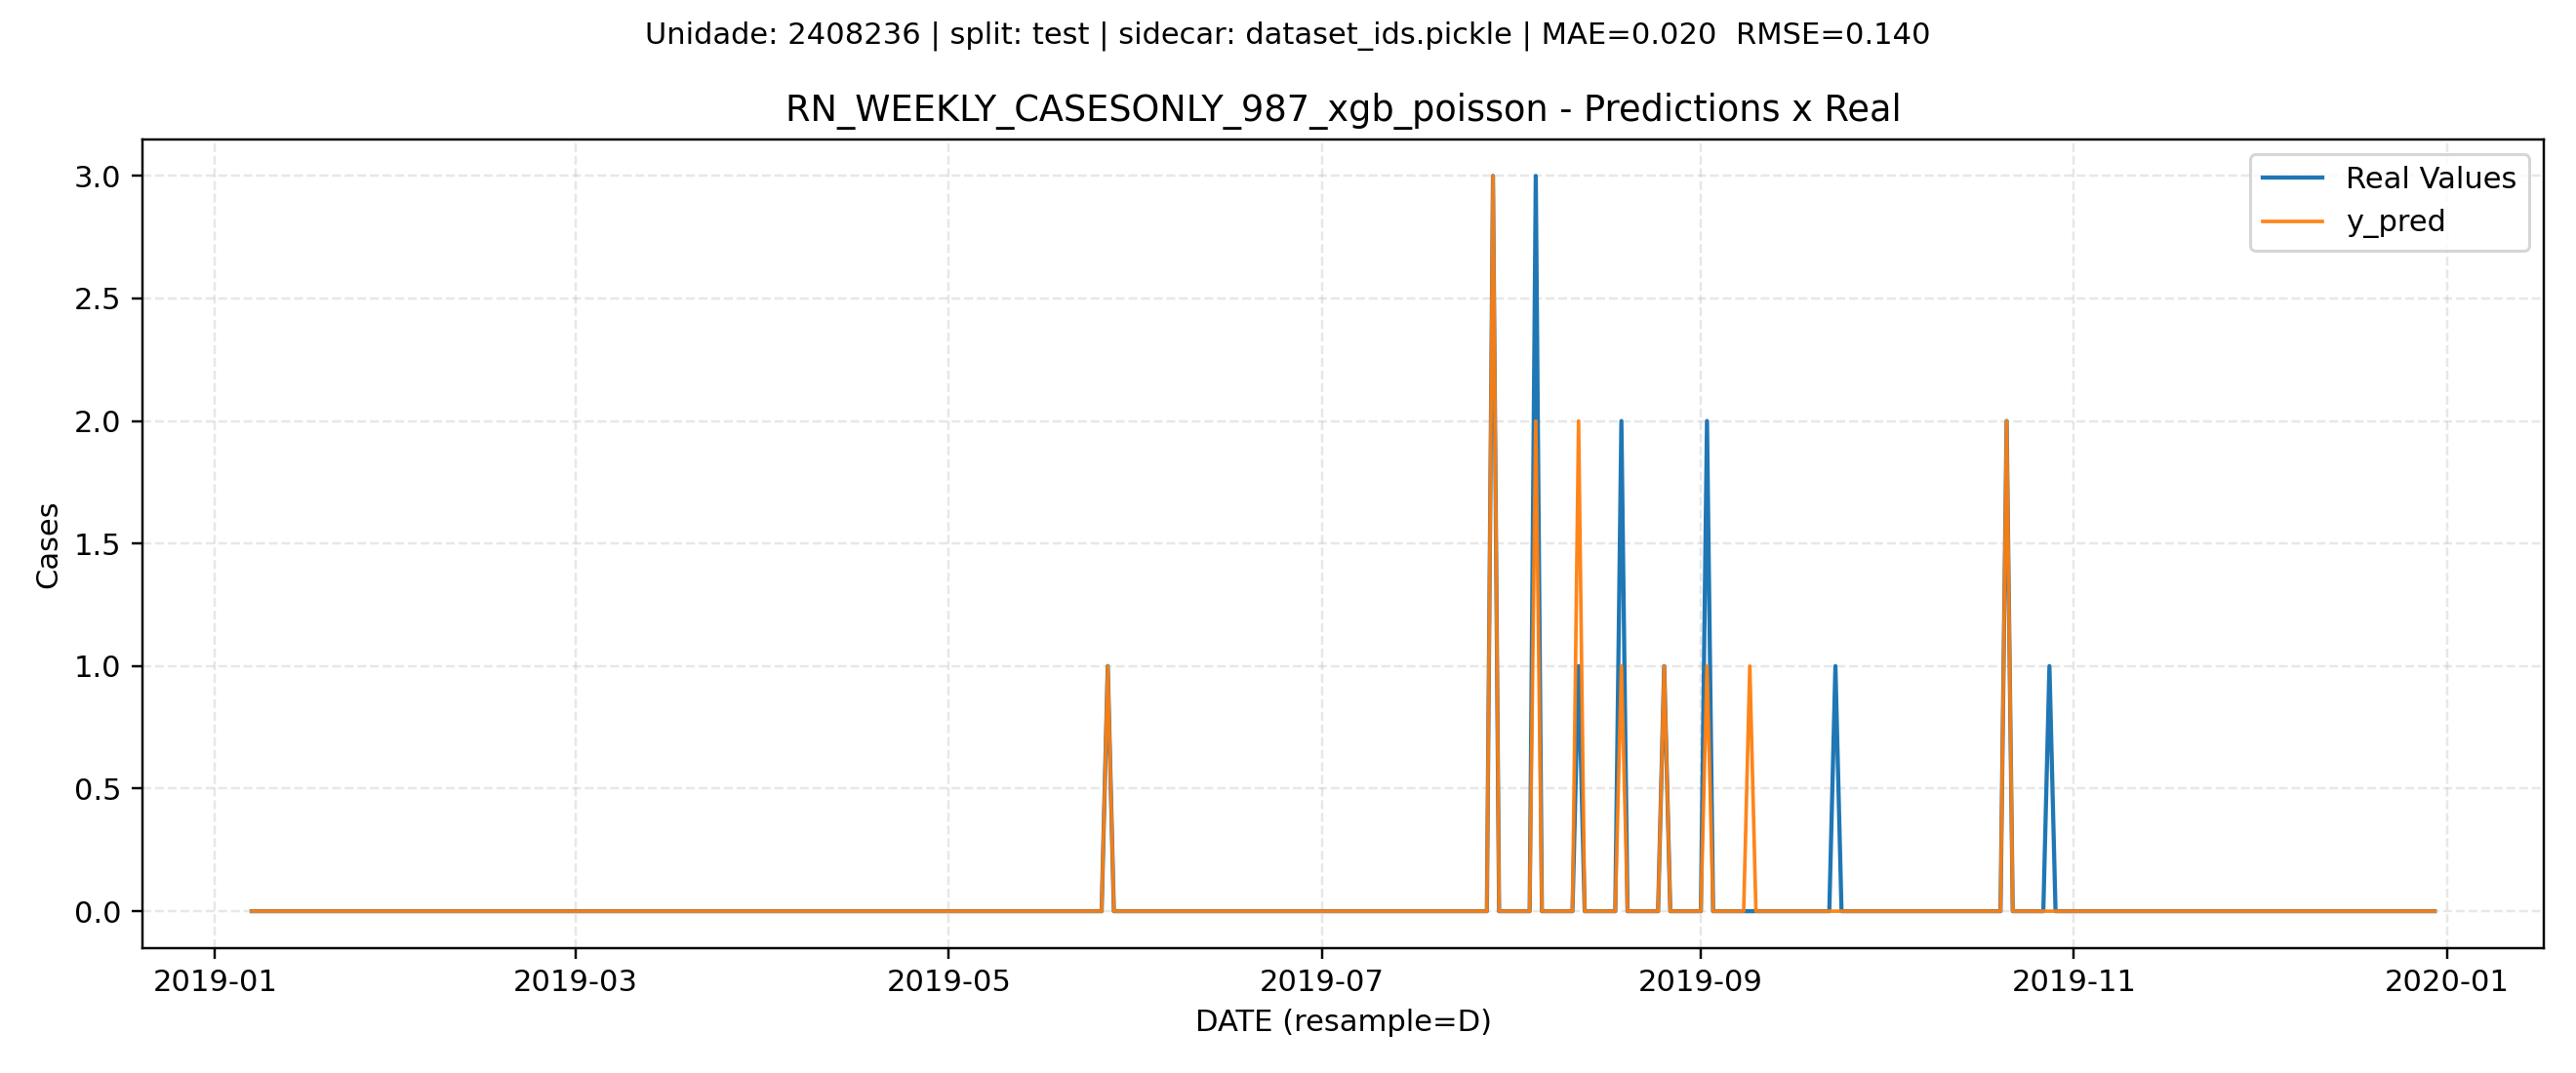 Unidade: 2408236 | split: test | sidecar: dataset_ids.pickle | MAE=0.020  RMSE=0.140
RN_WEEKLY_CASESONLY_987_xgb_poisson - Predictions x Real
Real Values
y_pred
Cases
3.0
2.5
2.0
1.5
1.0
0.5
0.0
2019-01
2019-03
2019-05
2019-07
2019-09
2019-11
2020-01
DATE (resample=D)